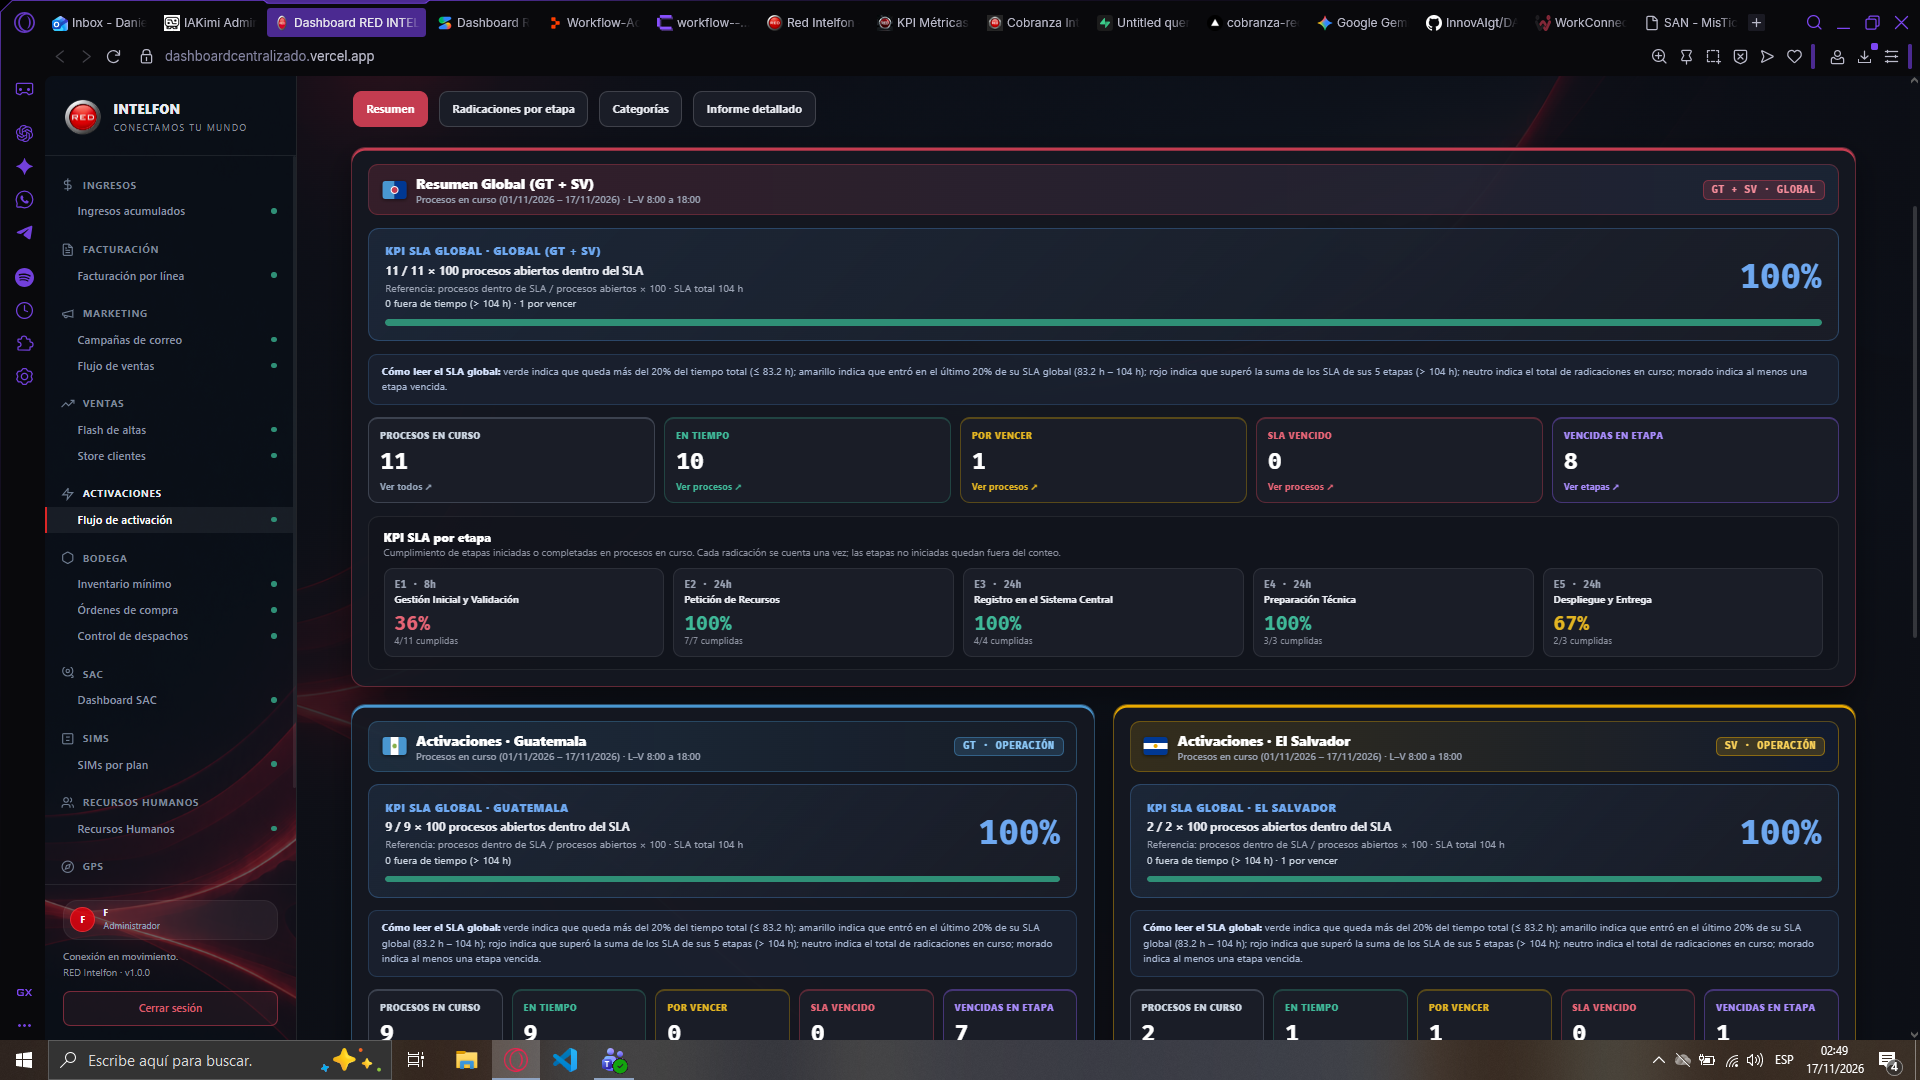 Inbox - Danie
IAKimi Admin
Dashboard RED INTEL
Dashboard R
Workflow-Ac
workflow--
Red Intelfon
KPI Métricas
Cobranza Int
Untitled quer
cobranza-re
Google Gem
InnovAIgt/DA
WorkConnec
SAN - MisTic
dashboardcentralizado.vercel.app
RED
INTELFON
CONECTAMOS TU MUNDO
INGRESOS
Ingresos acumulados
FACTURACIÓN
Facturación por línea
MARKETING
Campañas de correo
Flujo de ventas
VENTAS
Flash de altas
Store clientes
ACTIVACIONES
Flujo de activación
BODEGA
Inventario mínimo
Órdenes de compra
Control de despachos
SAC
Dashboard SAC
SIMS
SIMs por plan
RECURSOS HUMANOS
Recursos Humanos
GPS
F
F
Administrador
Conexión en movimiento.
RED Intelfon · v1.0.0
Cerrar sesión
GX
Resumen
Radicaciones por etapa
Categorías
Informe detallado
Resumen Global (GT + SV)
Procesos en curso (01/11/2026 – 17/11/2026) · L–V 8:00 a 18:00
GT + SV · GLOBAL
KPI SLA GLOBAL · GLOBAL (GT + SV)
11 / 11 × 100 procesos abiertos dentro del SLA
Referencia: procesos dentro de SLA / procesos abiertos × 100 · SLA total 104 h
0 fuera de tiempo (> 104 h) · 1 por vencer
100%
Cómo leer el SLA global: verde indica que queda más del 20% del tiempo total (≤ 83.2 h); amarillo indica que entró en el último 20% de su SLA global (83.2 h – 104 h); rojo indica que superó la suma de los SLA de sus 5 etapas (> 104 h); neutro indica el total de radicaciones en curso; morado indica al menos una
etapa vencida.
PROCESOS EN CURSO
11
Ver todos ↗
EN TIEMPO
10
Ver procesos ↗
POR VENCER
1
Ver procesos ↗
SLA VENCIDO
0
Ver procesos ↗
VENCIDAS EN ETAPA
8
Ver etapas ↗
KPI SLA por etapa
Cumplimiento de etapas iniciadas o completadas en procesos en curso. Cada radicación se cuenta una vez; las etapas no iniciadas quedan fuera del conteo.
E1 · 8h
Gestión Inicial y Validación
36%
4/11 cumplidas
E2 · 24h
Petición de Recursos
100%
7/7 cumplidas
E3 · 24h
Registro en el Sistema Central
100%
4/4 cumplidas
E4 · 24h
Preparación Técnica
100%
3/3 cumplidas
E5 · 24h
Despliegue y Entrega
67%
2/3 cumplidas
Activaciones · Guatemala
Procesos en curso (01/11/2026 – 17/11/2026) · L–V 8:00 a 18:00
GT · OPERACIÓN
KPI SLA GLOBAL · GUATEMALA
9 / 9 × 100 procesos abiertos dentro del SLA
Referencia: procesos dentro de SLA / procesos abiertos × 100 · SLA total 104 h
0 fuera de tiempo (> 104 h)
100%
Cómo leer el SLA global: verde indica que queda más del 20% del tiempo total (≤ 83.2 h); amarillo indica que entró en el último 20% de su SLA
global (83.2 h – 104 h); rojo indica que superó la suma de los SLA de sus 5 etapas (> 104 h); neutro indica el total de radicaciones en curso; morado
indica al menos una etapa vencida.
PROCESOS EN CURSO
9
EN TIEMPO
9
POR VENCER
0
SLA VENCIDO
0
VENCIDAS EN ETAPA
7
Activaciones · El Salvador
Procesos en curso (01/11/2026 – 17/11/2026) · L–V 8:00 a 18:00
SV · OPERACIÓN
KPI SLA GLOBAL · EL SALVADOR
2 / 2 × 100 procesos abiertos dentro del SLA
Referencia: procesos dentro de SLA / procesos abiertos × 100 · SLA total 104 h
0 fuera de tiempo (> 104 h) · 1 por vencer
100%
Cómo leer el SLA global: verde indica que queda más del 20% del tiempo total (≤ 83.2 h); amarillo indica que entró en el último 20% de su SLA
global (83.2 h – 104 h); rojo indica que superó la suma de los SLA de sus 5 etapas (> 104 h); neutro indica el total de radicaciones en curso; morado
indica al menos una etapa vencida.
PROCESOS EN CURSO
2
EN TIEMPO
1
POR VENCER
1
SLA VENCIDO
0
VENCIDAS EN ETAPA
1
Escribe aquí para buscar.
ESP
02:49
17/11/2026
4